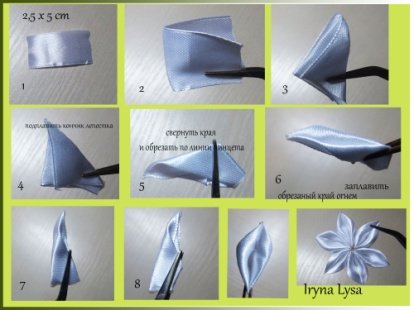 2,5 x 5 cm
1
2
3
подплавить кончик лепестка
4
свернуть края
и обрезать по линии пинцета
5
6
заплавить
обрезаный край огнем
7
8
Iryna Lysa